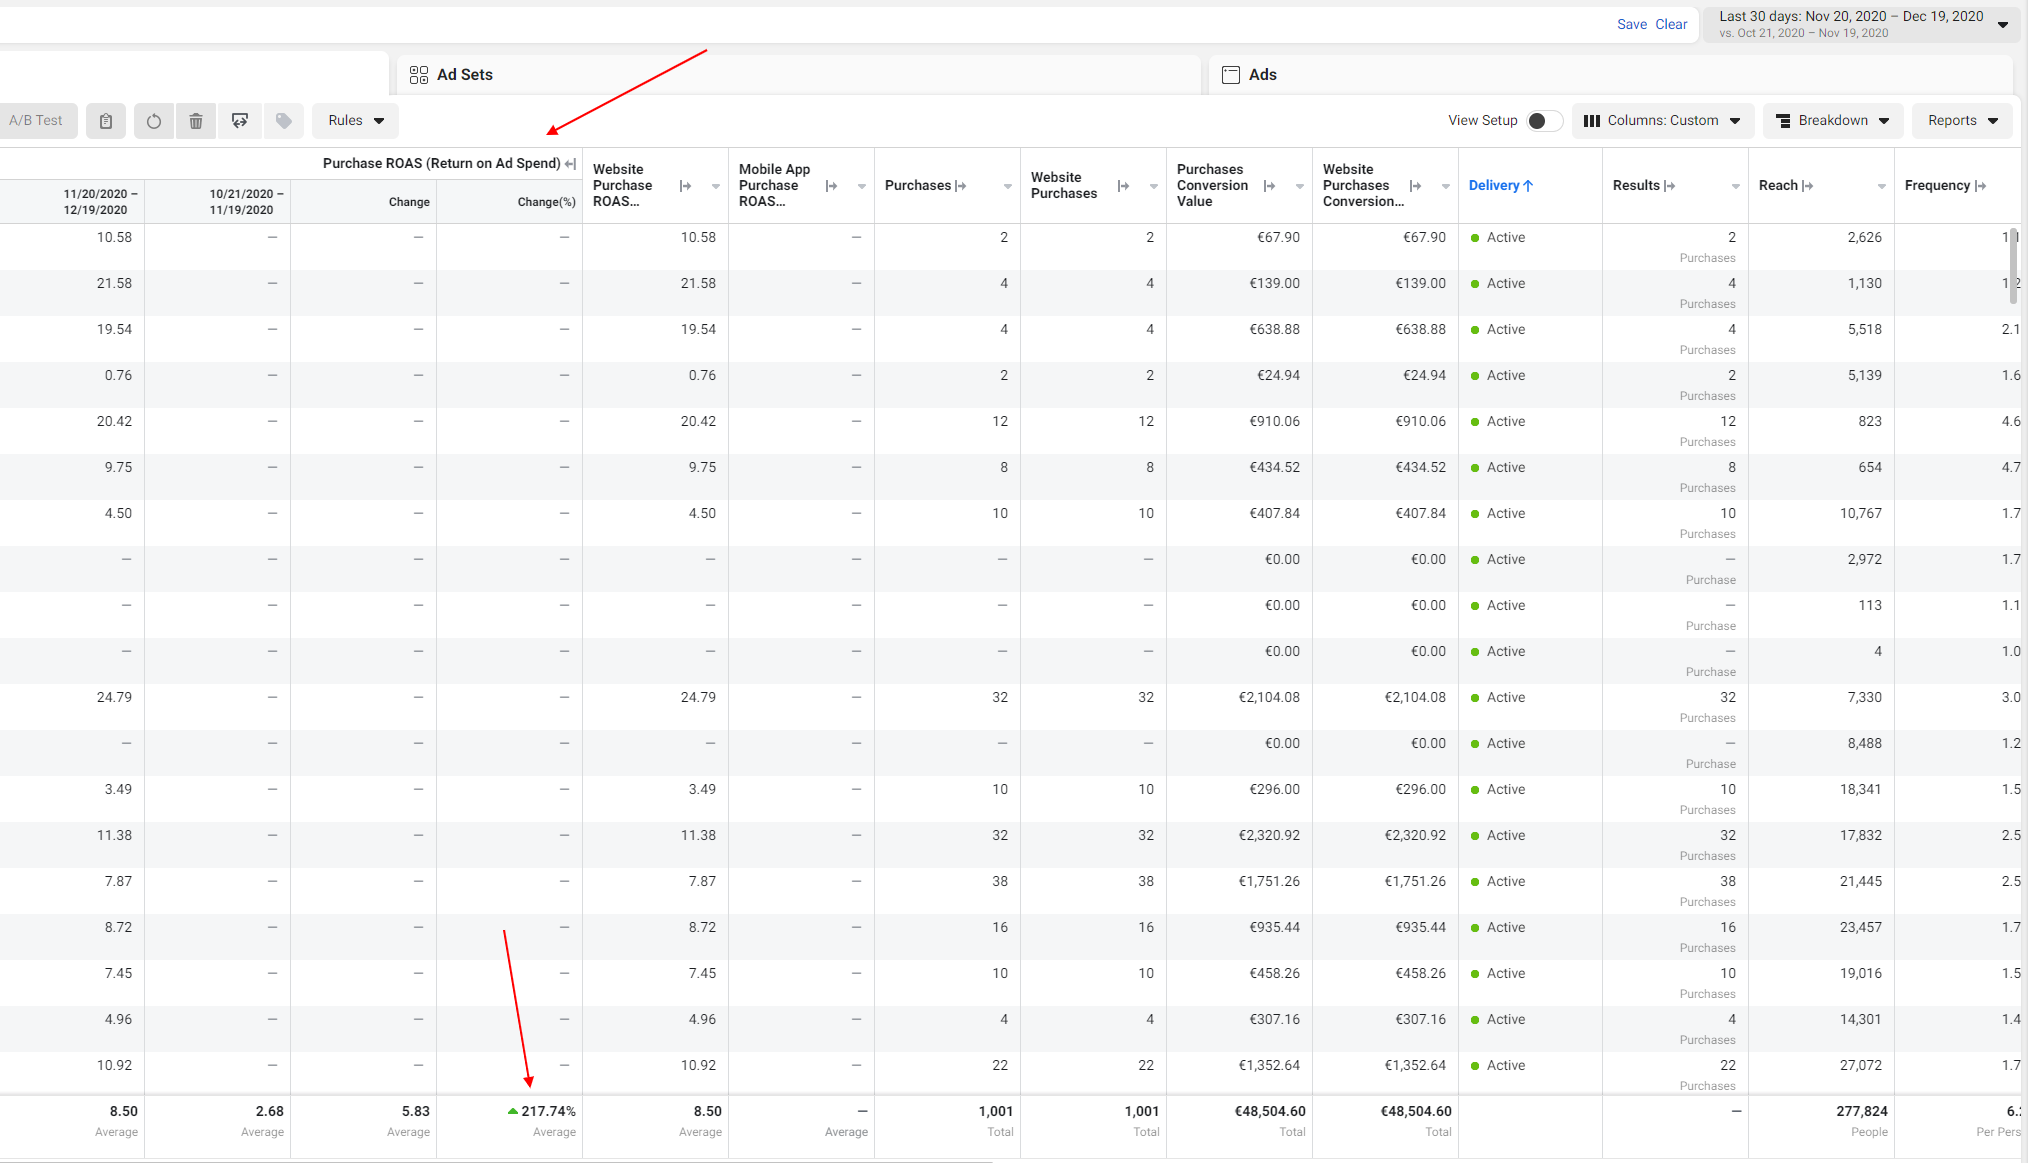 Save Clear
Last 30 days: Nov 20, 2020 – Dec 19, 2020
vs. Oct 21, 2020 – Nov 19, 2020
Ad Sets
Ads
A/B Test Rules View Setup Columns: Custom Breakdown Reports
Purchase ROAS (Return on Ad Spend)
11/20/2020 –
12/19/2020
10/21/2020 –
11/19/2020
Change
Change(%)
Website
Purchase
ROAS...
Mobile App
Purchase
ROAS...
Purchases
Website
Purchases
Purchases
Conversion
Value
Website
Purchases
Conversion...
Delivery
Results
Reach
Frequency
10.58 — — — 10.58 — 2 2 €67.90 €67.90 Active 2 2,626
Purchases
21.58 — — — 21.58 — 4 4 €139.00 €139.00 Active 4 1,130
Purchases
19.54 — — — 19.54 — 4 4 €638.88 €638.88 Active 4 5,518 2.1
Purchases
0.76 — — — 0.76 — 2 2 €24.94 €24.94 Active 2 5,139 1.6
Purchases
20.42 — — — 20.42 — 12 12 €910.06 €910.06 Active 12 823 4.6
Purchases
9.75 — — — 9.75 — 8 8 €434.52 €434.52 Active 8 654 4.7
Purchases
4.50 — — — 4.50 — 10 10 €407.84 €407.84 Active 10 10,767 1.7
Purchases
— — — — — — — — €0.00 €0.00 Active — 2,972 1.7
Purchase
— — — — — — — — €0.00 €0.00 Active — 113 1.1
Purchase
— — — — — — — — €0.00 €0.00 Active — 4 1.0
Purchase
24.79 — — — 24.79 — 32 32 €2,104.08 €2,104.08 Active 32 7,330 3.0
Purchases
— — — — — — — — €0.00 €0.00 Active — 8,488 1.2
Purchase
3.49 — — — 3.49 — 10 10 €296.00 €296.00 Active 10 18,341 1.5
Purchases
11.38 — — — 11.38 — 32 32 €2,320.92 €2,320.92 Active 32 17,832 2.5
Purchases
7.87 — — — 7.87 — 38 38 €1,751.26 €1,751.26 Active 38 21,445 2.5
Purchases
8.72 — — — 8.72 — 16 16 €935.44 €935.44 Active 16 23,457 1.7
Purchases
7.45 — — — 7.45 — 10 10 €458.26 €458.26 Active 10 19,016 1.5
Purchases
4.96 — — — 4.96 — 4 4 €307.16 €307.16 Active 4 14,301 1.4
Purchases
10.92 — — — 10.92 — 22 22 €1,352.64 €1,352.64 Active 22 27,072 1.7
Purchases
8.50 2.68 5.83 217.74% 8.50 — 1,001 1,001 €48,504.60 €48,504.60 — 277,824 6.
Average Average Average Average Average Average Total Total Total Total People Per Pers